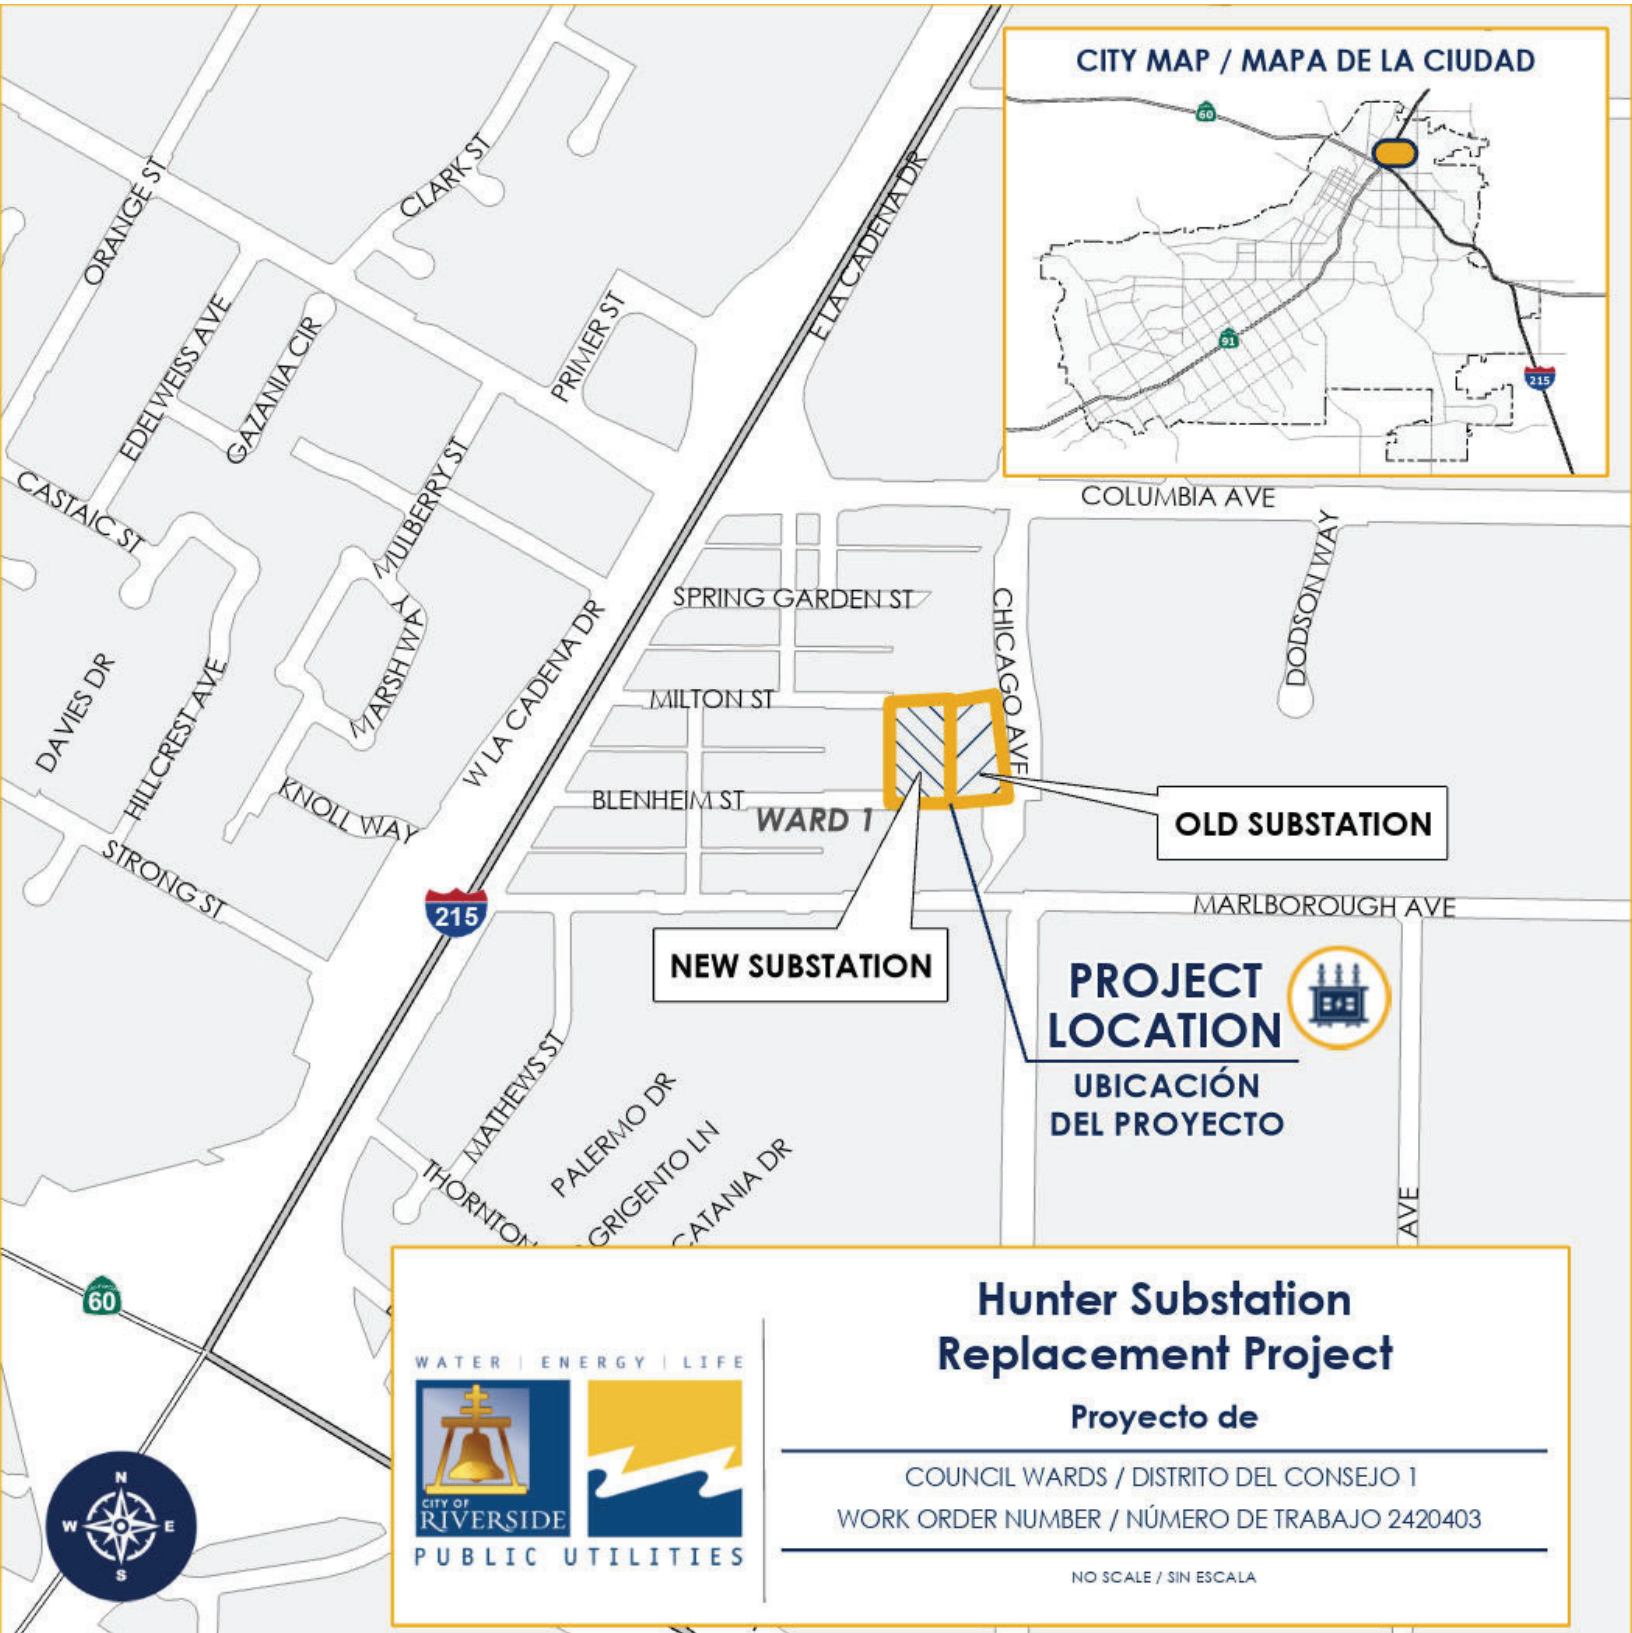 CITY MAP / MAPA DE LA CIUDAD
60
91
215
ORANGE ST
CLARK ST
E LA CADENA DR
EDELWEISS AVE
GAZANIA CIR
PRIMER ST
MULBERRY ST
CASTAIC ST
COLUMBIA AVE
DODSON WAY
SPRING GARDEN ST
CHICAGO AVE
MARSH WAY
W LA CADENA DR
DAVIES DR
HILLCREST AVE
MILTON ST
KNOLL WAY
BLENHEIM ST
WARD 1
OLD SUBSTATION
STRONG ST
215
MARLBOROUGH AVE
NEW SUBSTATION
PROJECT
LOCATION
UBICACIÓN
DEL PROYECTO
MATHEWS ST
PALERMO DR
GRIGENTO LN
CATANIA DR
THORNTON
AVE
60
N
W E
S
Hunter Substation
Replacement Project
Proyecto de
COUNCIL WARDS / DISTRITO DEL CONSEJO 1
WORK ORDER NUMBER / NÚMERO DE TRABAJO 2420403
NO SCALE / SIN ESCALA
WATER | ENERGY | LIFE
CITY OF
RIVERSIDE
PUBLIC UTILITIES